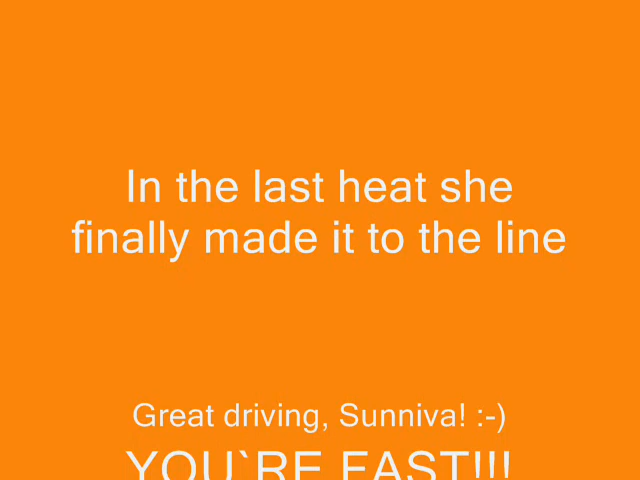 In the last heat she
finally made it to the line
Great driving, Sunniva! :-)
YOU`RE FAST!!!